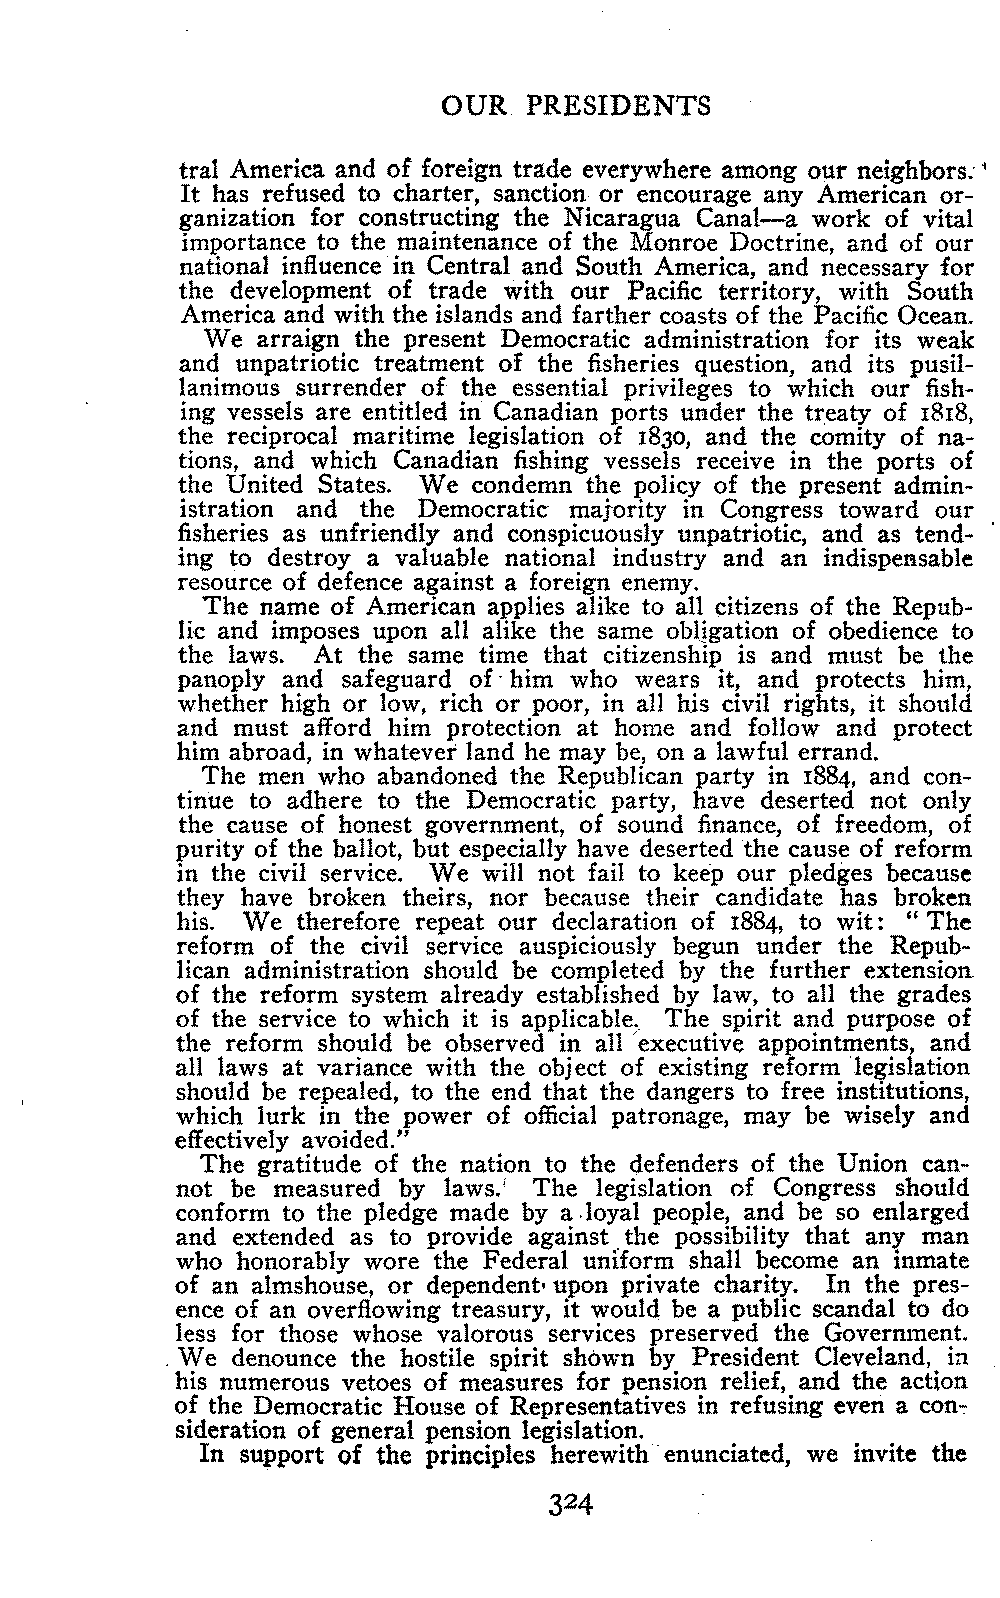 OUR PRESIDENTS
tral America and of foreign trade everywhere among our neighbors.
It has refused to charter, sanction or encourage any American or-
ganization for constructing the Nicaragua Canal—a work of vital
importance to the maintenance of the Monroe Doctrine, and of our
national influence in Central and South America, and necessary for
the development of trade with our Pacific territory, with South
America and with the islands and farther coasts of the Pacific Ocean.
We arraign the present Democratic administration for its weak
and unpatriotic treatment of the fisheries question, and its pusil-
lanimous surrender of the essential privileges to which our fish-
ing vessels are entitled in Canadian ports under the treaty of 1818,
the reciprocal maritime legislation of 1830, and the comity of na-
tions, and which Canadian fishing vessels receive in the ports of
the United States. We condemn the policy of the present admin-
istration and the Democratic majority in Congress toward our
fisheries as unfriendly and conspicuously unpatriotic, and as tend-
ing to destroy a valuable national industry and an indispensable
resource of defence against a foreign enemy.
The name of American applies alike to all citizens of the Repub-
lic and imposes upon all alike the same obligation of obedience to
the laws. At the same time that citizenship is and must be the
panoply and safeguard of him who wears it, and protects him,
whether high or low, rich or poor, in all his civil rights, it should
and must afford him protection at home and follow and protect
him abroad, in whatever land he may be, on a lawful errand.
The men who abandoned the Republican party in 1884, and con-
tinue to adhere to the Democratic party, have deserted not only
the cause of honest government, of sound finance, of freedom, of
purity of the ballot, but especially have deserted the cause of reform
in the civil service. We will not fail to keep our pledges because
they have broken theirs, nor because their candidate has broken
his. We therefore repeat our declaration of 1884, to wit: "The
reform of the civil service auspiciously begun under the Repub-
lican administration should be completed by the further extension
of the reform system already established by law, to all the grades
of the service to which it is applicable. The spirit and purpose of
the reform should be observed in all executive appointments, and
all laws at variance with the object of existing reform legislation
should be repealed, to the end that the dangers to free institutions,
which lurk in the power of official patronage, may be wisely and
effectively avoided."
The gratitude of the nation to the defenders of the Union can-
not be measured by laws. The legislation of Congress should
conform to the pledge made by a loyal people, and be so enlarged
and extended as to provide against the possibility that any man
who honorably wore the Federal uniform shall become an inmate
of an almshouse, or dependent upon private charity. In the pres-
ence of an overflowing treasury, it would be a public scandal to do
less for those whose valorous services preserved the Government.
We denounce the hostile spirit shown by President Cleveland, in
his numerous vetoes of measures for pension relief, and the action
of the Democratic House of Representatives in refusing even a con-
sideration of general pension legislation.
In support of the principles herewith enunciated, we invite the
324